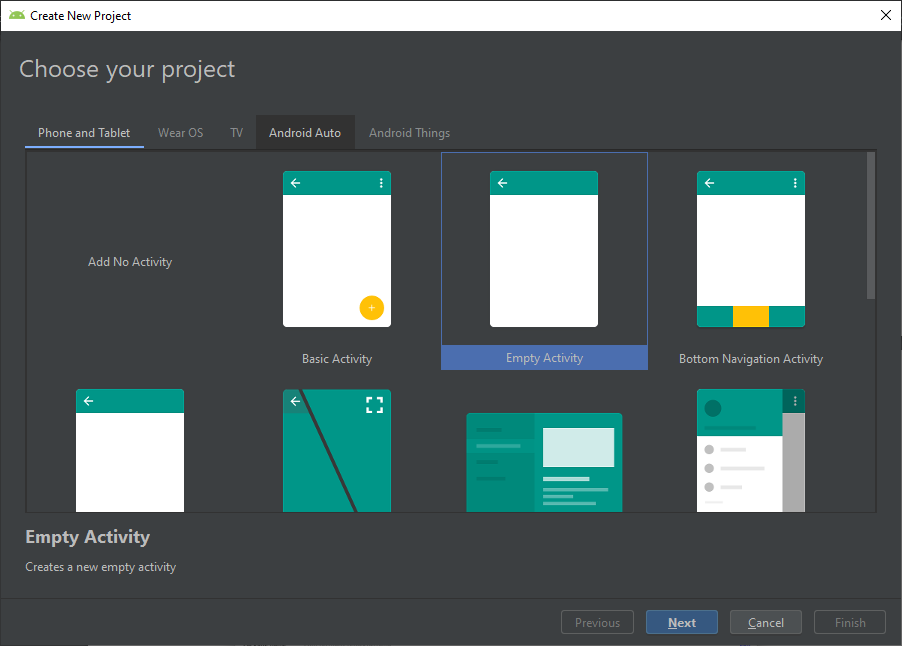 Create New Project
Choose your project
Phone and Tablet Wear OS TV Android Auto Android Things
Add No Activity
Basic Activity
Empty Activity
Bottom Navigation Activity
Empty Activity
Creates a new empty activity
Previous Next Cancel Finish